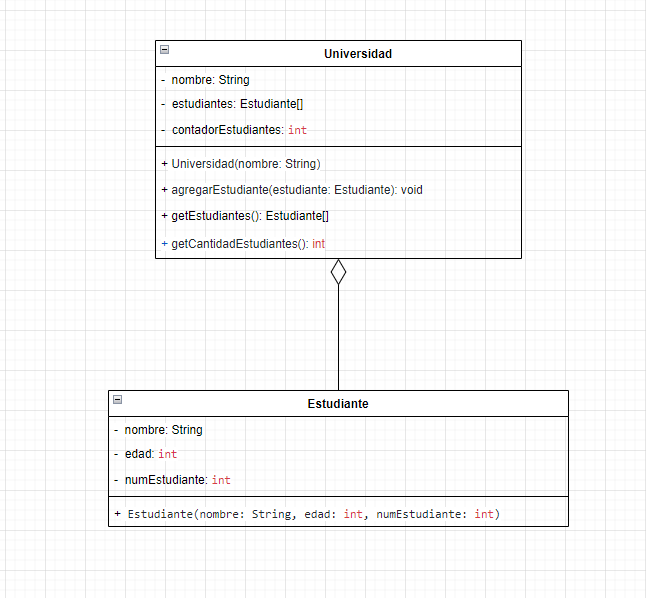 Universidad
- nombre: String
- estudiantes: Estudiante[]
- contadorEstudiantes: int
+ Universidad(nombre: String)
+ agregarEstudiante(estudiante: Estudiante): void
+ getEstudiantes(): Estudiante[]
+ getCantidadEstudiantes(): int
Estudiante
- nombre: String
- edad: int
- numEstudiante: int
+ Estudiante(nombre: String, edad: int, numEstudiante: int)